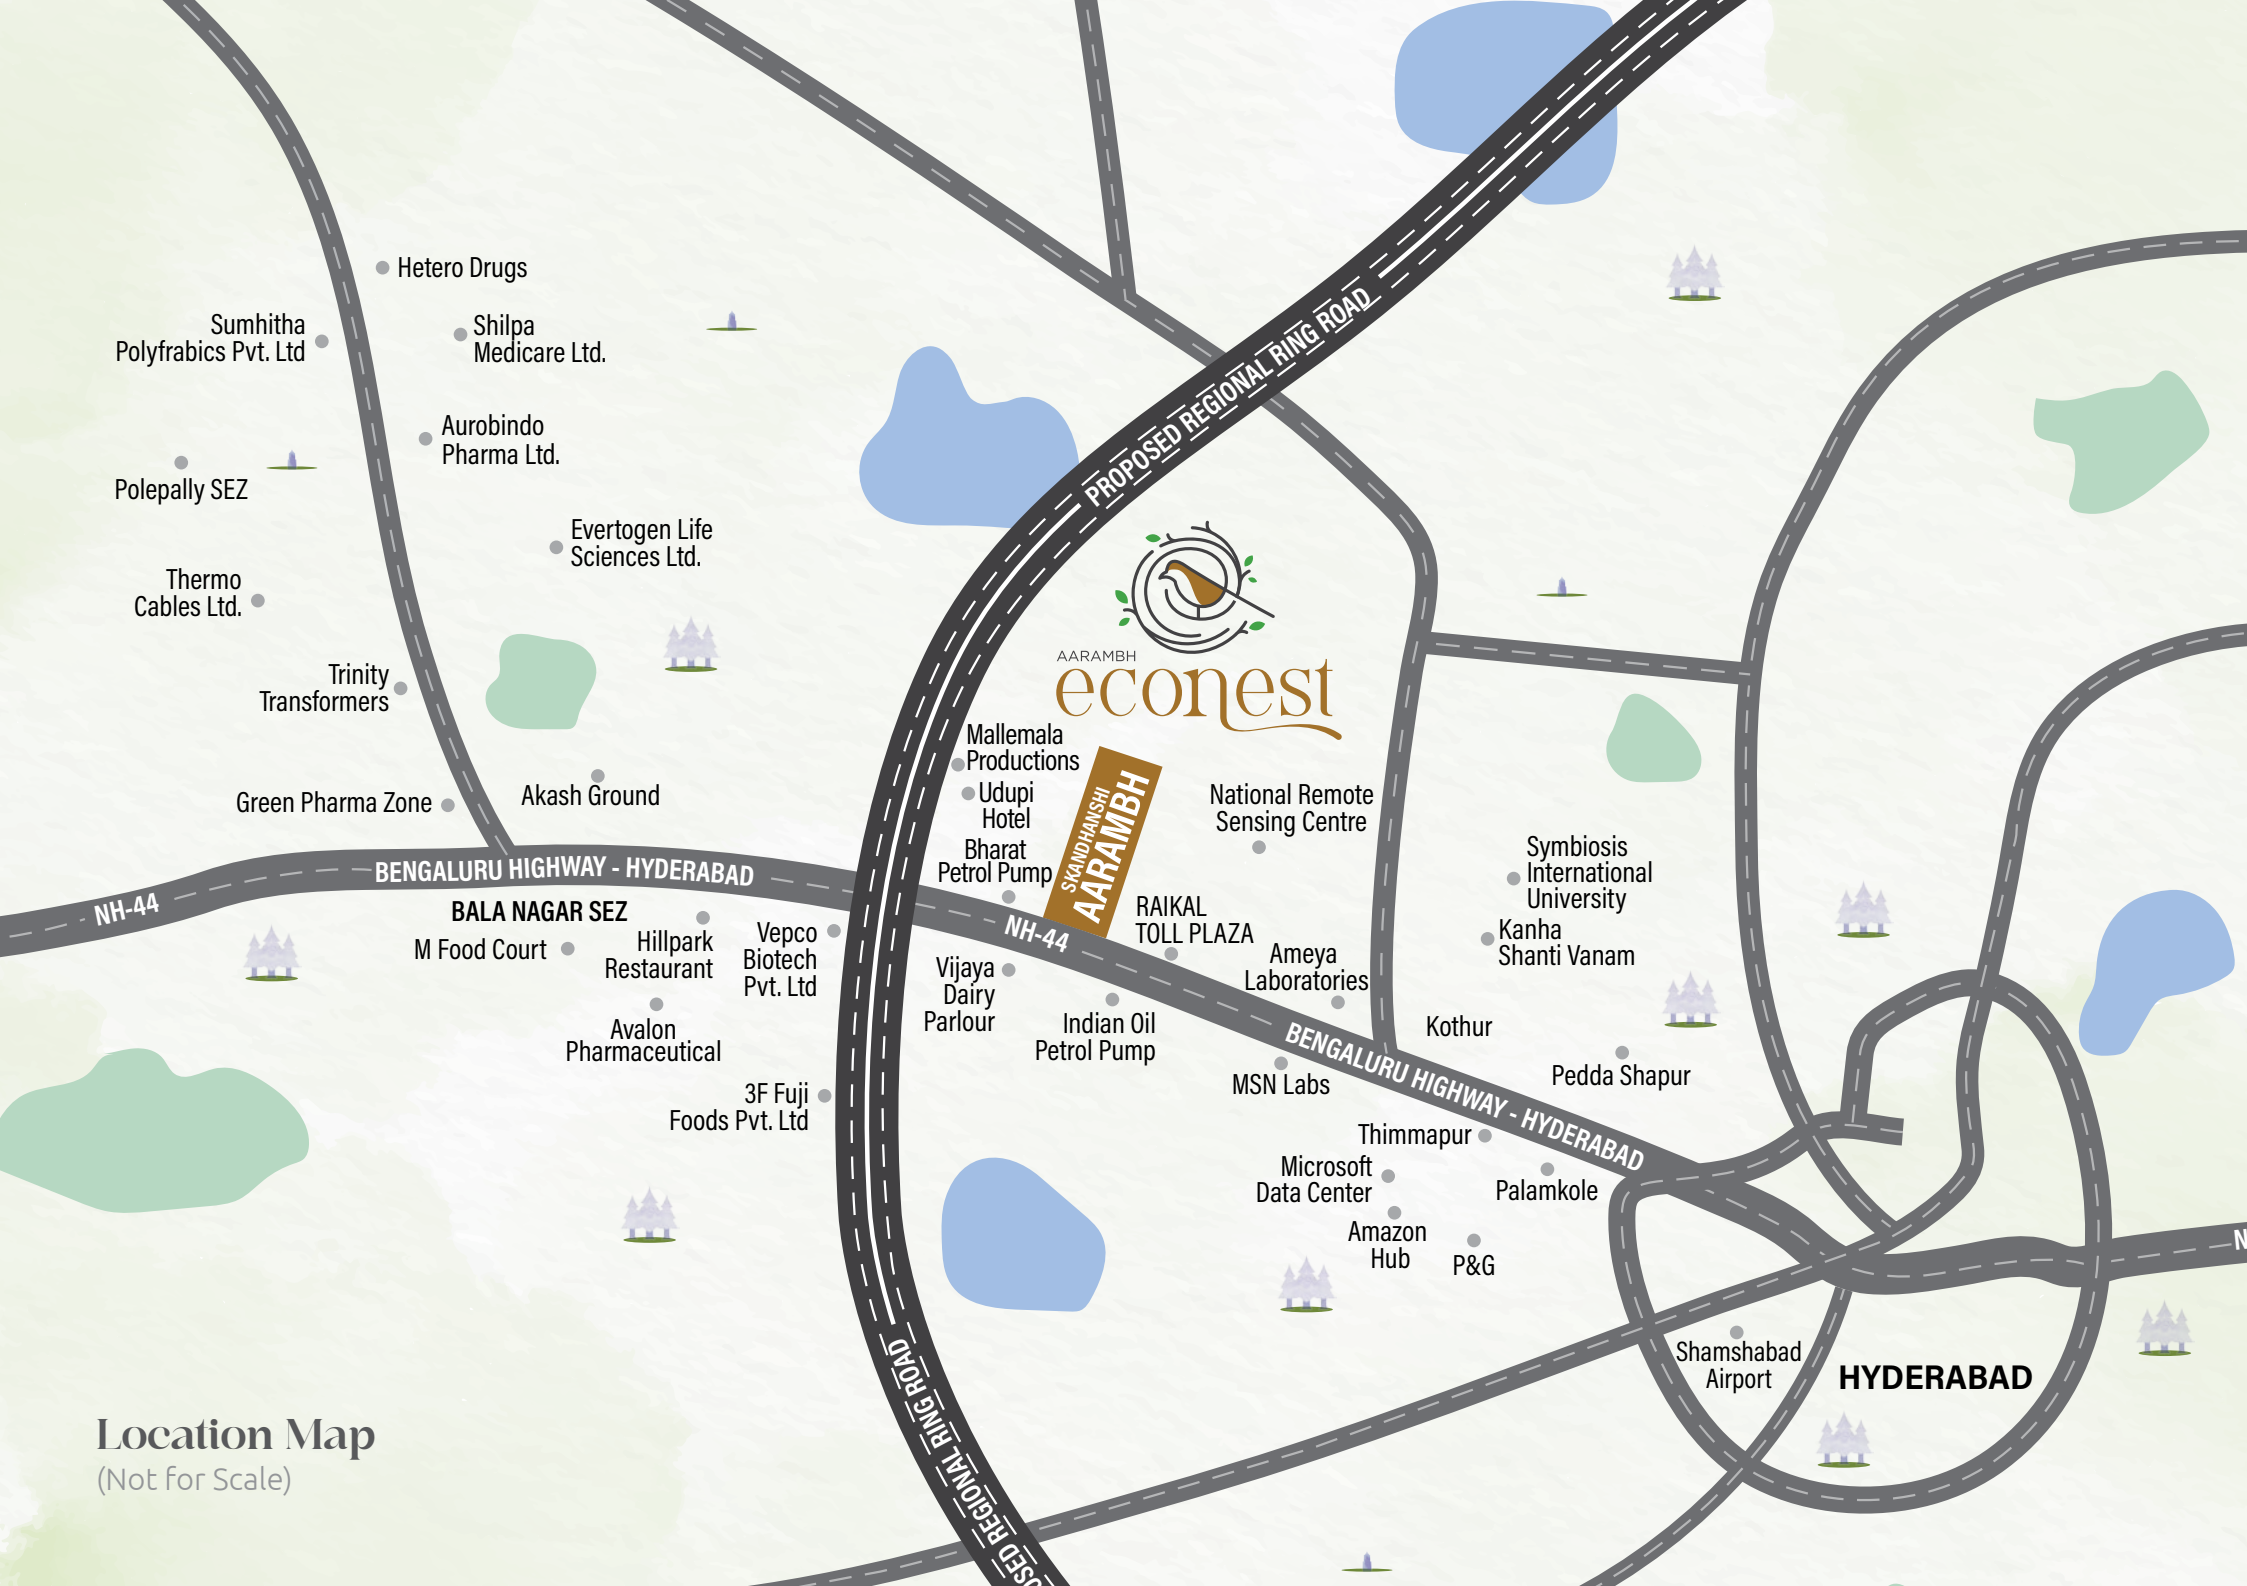 PROPOSED REGIONAL RING ROAD
Hetero Drugs
Sumhitha
Polyfrabics Pvt. Ltd
Shilpa
Medicare Ltd.
Aurobindo
Pharma Ltd.
Polepally SEZ
Evertogen Life
Sciences Ltd.
Thermo
Cables Ltd.
Trinity
Transformers
Green Pharma Zone
Akash Ground
AARAMBH
econest
Mallemala
Productions
Udupi
Hotel
Bharat
Petrol Pump
SKANDHANSHI
AARAMBH
National Remote
Sensing Centre
RAIKAL
TOLL PLAZA
Symbiosis
International
University
Kanha
Shanti Vanam
NH-44
BENGALURU HIGHWAY - HYDERABAD
BALA NAGAR SEZ
M Food Court
Hillpark
Restaurant
Vepco
Biotech
Pvt. Ltd
NH-44
Vijaya
Dairy
Parlour
Ameya
Laboratories
Indian Oil
Petrol Pump
Avalon
Pharmaceutical
3F Fuji
Foods Pvt. Ltd
BENGALURU HIGHWAY - HYDERABAD
Kothur
MSN Labs
Pedda Shapur
Thimmapur
Microsoft
Data Center
Palamkole
Amazon
Hub
P&G
N
Shamshabad
Airport
HYDERABAD
OSED REGIONAL RING ROAD
Location Map
(Not for Scale)